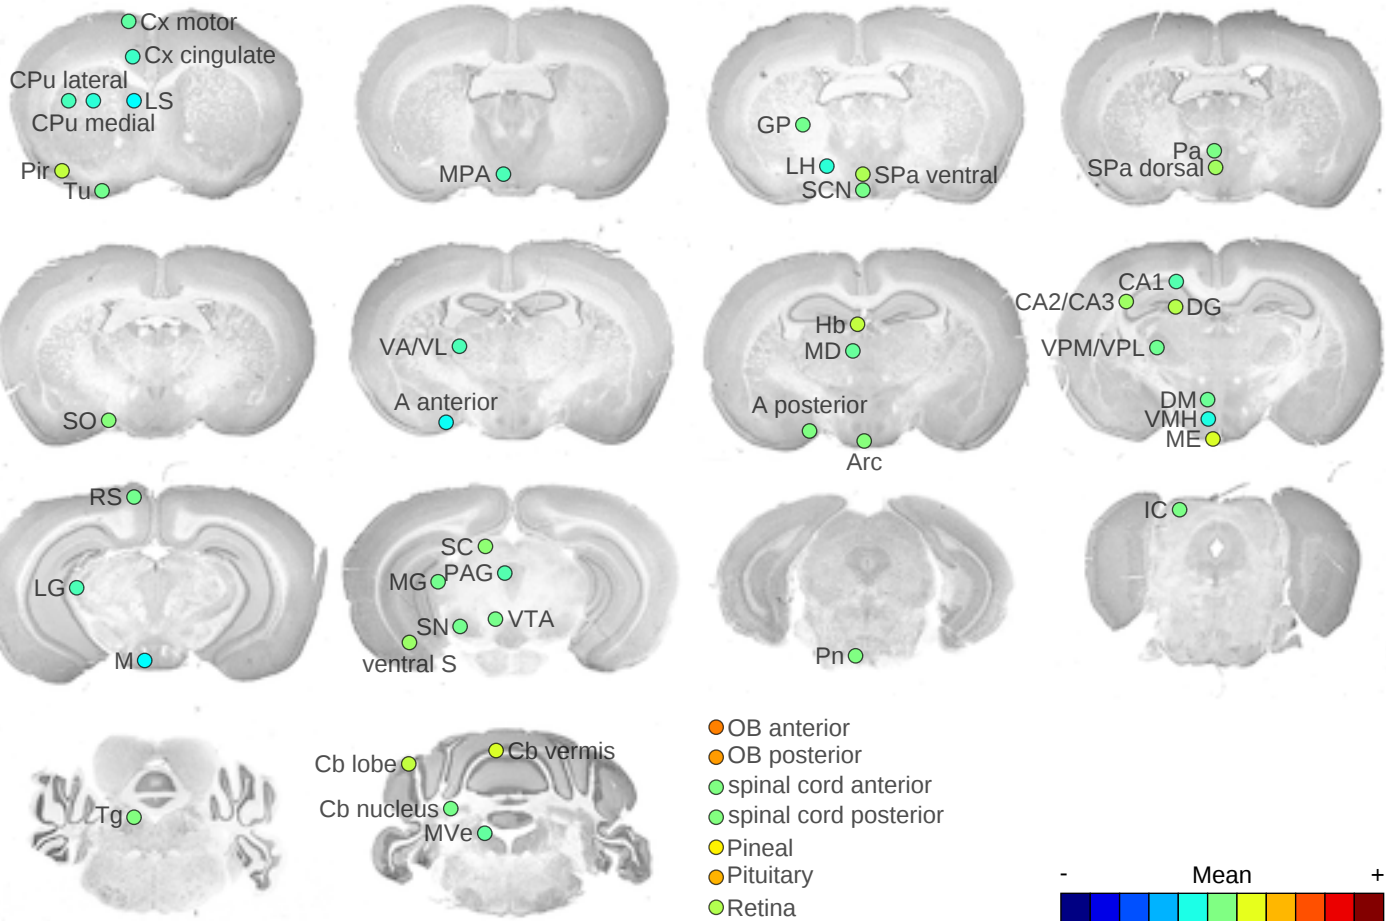 Cx motor
Cx cingulate
CPu lateral
LS
CPu medial
Pir
Tu
MPA
GP
LH
SPa ventral
SCN
Pa
SPa dorsal
SO
VA/VL
A anterior
Hb
MD
A posterior
Arc
CA1
CA2/CA3
DG
VPM/VPL
DM
VMH
ME
RS
LG
M
SC
MG
PAG
SN
VTA
ventral S
Pn
IC
Tg
Cb lobe
Cb vermis
Cb nucleus
MVe
OB anterior
OB posterior
spinal cord anterior
spinal cord posterior
Pineal
Pituitary
Retina
- Mean +